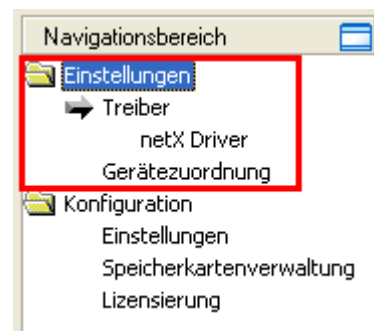 Navigationsbereich
Einstellungen
Treiber
netX Driver
Gerätezuordnung
Konfiguration
Einstellungen
Speicherkartenverwaltung
Lizensierung